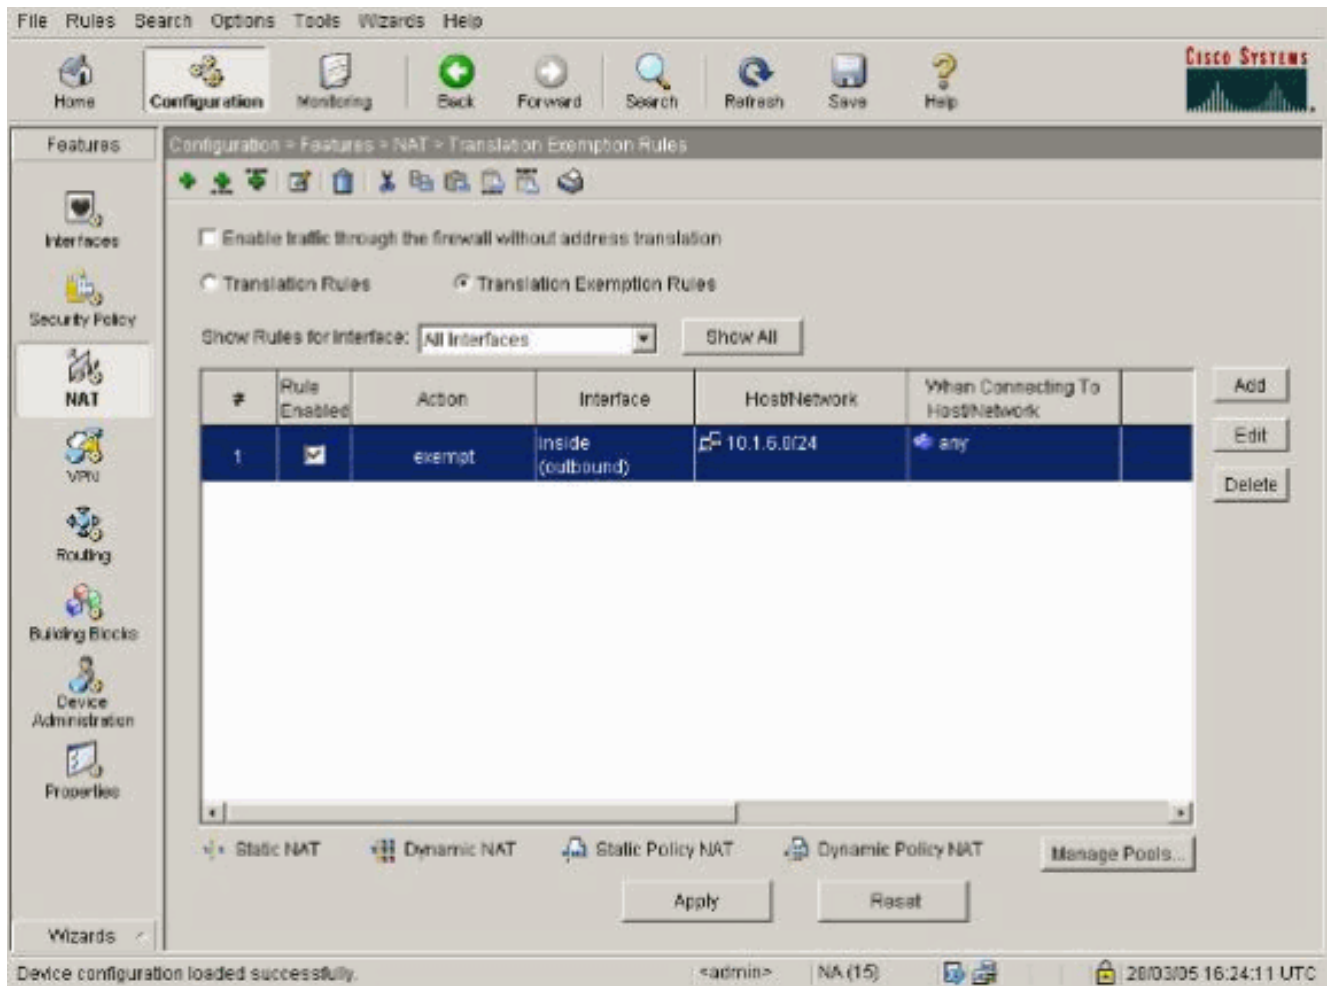 File Rules Search Options Tools Wizards Help
Home Configuration Monitoring Back Forward Search Refresh Save Help
CISCO SYSTEMS
Features
Configuration > Features > NAT > Translation Exemption Rules
Interfaces
Security Policy
NAT
VPN
Routing
Building Blocks
Device
Administration
Properties
Wizards
Enable traffic through the firewall without address translation
Translation Rules Translation Exemption Rules
Show Rules for Interface: All Interfaces Show All
# Rule Enabled Action Interface Host/Network When Connecting To Host/Network
1 exempt inside (outbound) 10.1.6.0/24 any
Add
Edit
Delete
Static NAT Dynamic NAT Static Policy NAT Dynamic Policy NAT Manage Pools...
Apply Reset
Device configuration loaded successfully. <admin> NA (15) 28/03/05 16:24:11 UTC